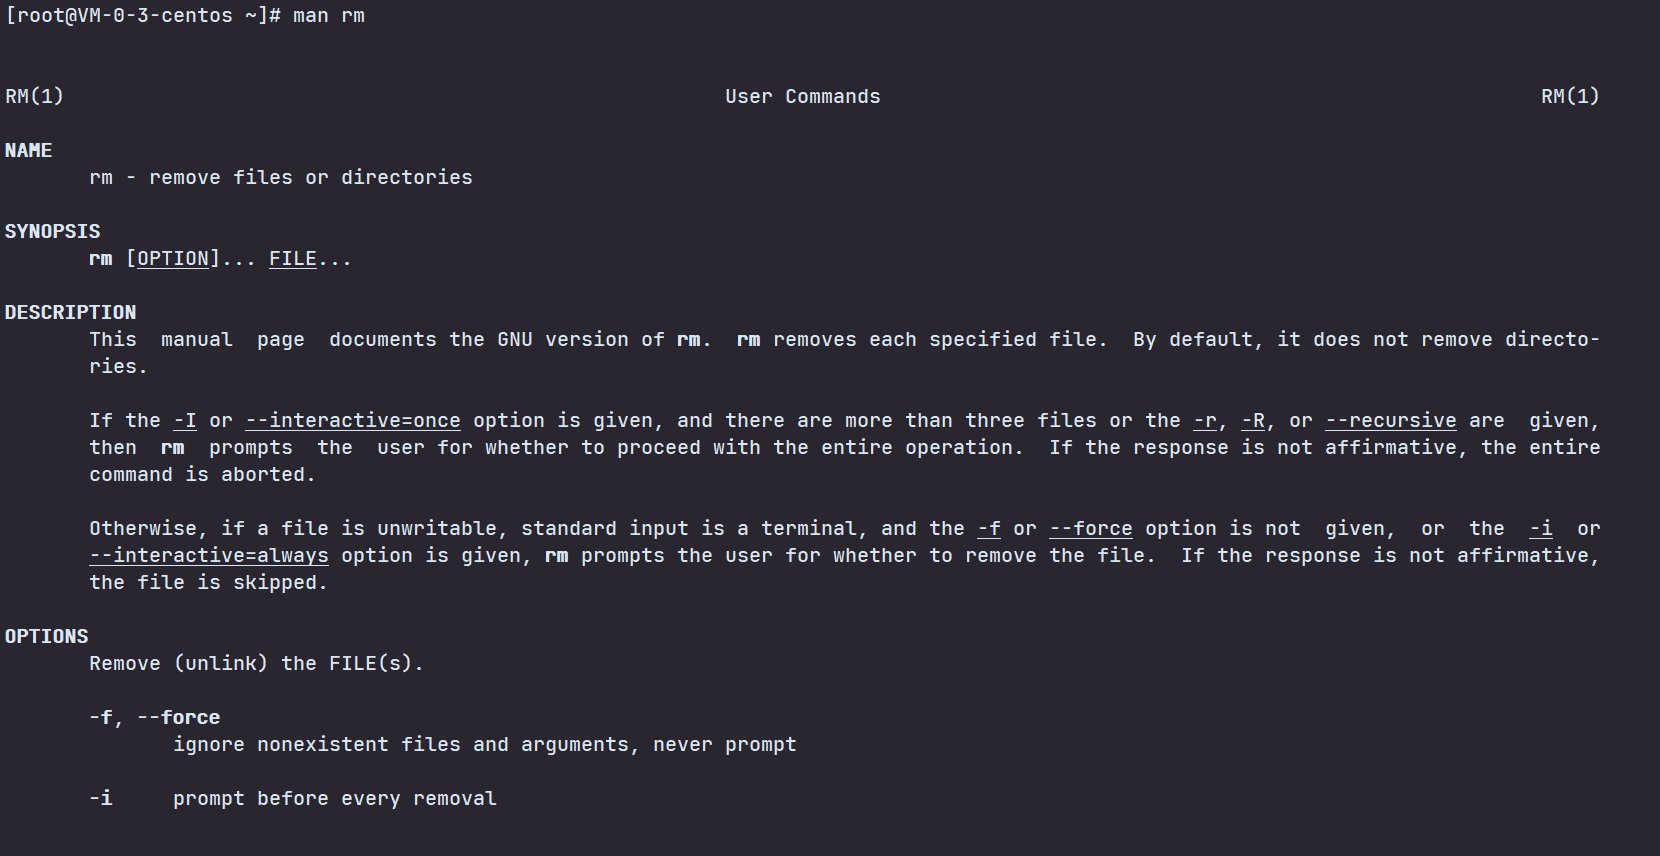 [root@VM-0-3-centos ~]# man rm
RM(1) User Commands RM(1)
NAME
rm - remove files or directories
SYNOPSIS
rm [OPTION]... FILE...
DESCRIPTION
This manual page documents the GNU version of rm. rm removes each specified file. By default, it does not remove directo-
ries.
If the -I or --interactive=once option is given, and there are more than three files or the -r, -R, or --recursive are given,
then rm prompts the user for whether to proceed with the entire operation. If the response is not affirmative, the entire
command is aborted.
Otherwise, if a file is unwritable, standard input is a terminal, and the -f or --force option is not given, or the -i or
--interactive=always option is given, rm prompts the user for whether to remove the file. If the response is not affirmative,
the file is skipped.
OPTIONS
Remove (unlink) the FILE(s).
-f, --force
ignore nonexistent files and arguments, never prompt
-i prompt before every removal